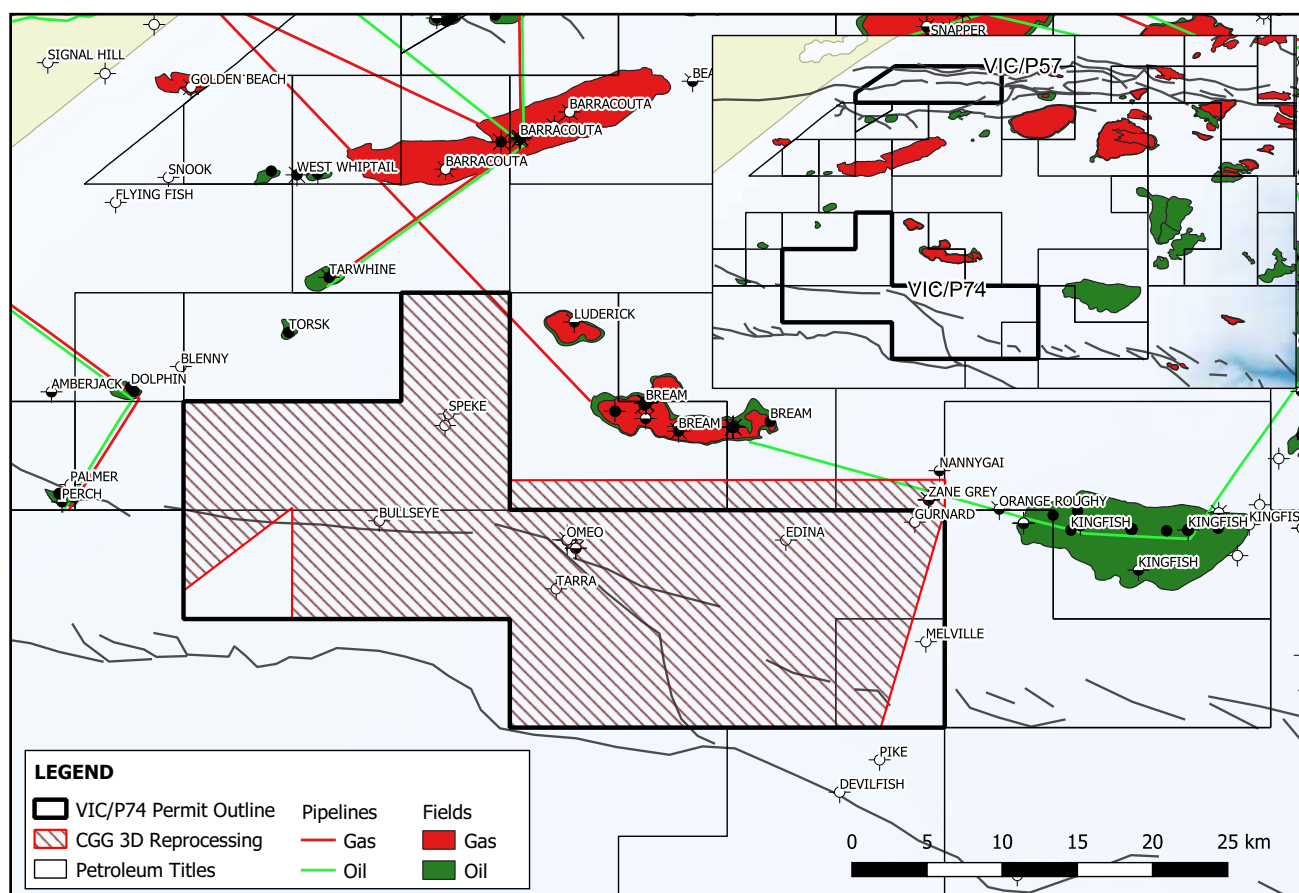 SIGNAL HILL
SNAPPER
GOLDEN BEACH
BEA
VIC/P57
BARRACOUTA
BARRACOUTA
BARRACOUTA
SNOOK
WEST WHIPTAIL
FLYING FISH
TARWHINE
VIC/P74
TORSK
LUDERICK
BLENNY
AMBERJACK
DOLPHIN
BREAM
SPEKE
BREAM
BREAM
NANNYGAI
PALMER
PERCH
ZANE GREY
ORANGE ROUGHY
BULLSEYE
GURNARD
KINGFISH
KINGFISH
KINGFIS
OMEO
EDINA
KINGFISH
TARRA
MELVILLE
PIKE
DEVILFISH
LEGEND
VIC/P74 Permit Outline
Pipelines
Fields
CGG 3D Reprocessing
Gas
Gas
Petroleum Titles
Oil
Oil
0 5 10 15 20 25 km